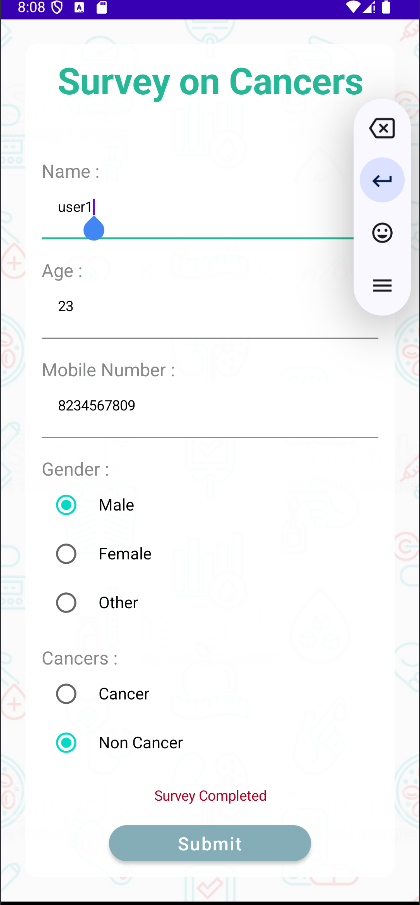 8:08
Survey on Cancers
Name :
user1
Age :
23
Mobile Number :
8234567809
Gender :
Male
Female
Other
Cancers :
Cancer
Non Cancer
Survey Completed
Submit